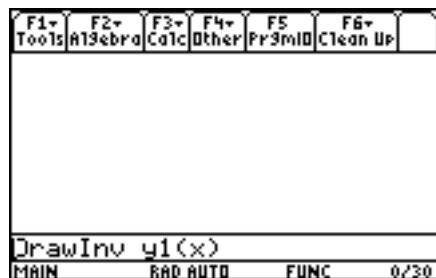 F1▾ F2▾ F3▾ F4▾ F5 F6▾
Tools Algebra Calc Other PrgmIO Clean Up
DrawInv y1(x)
MAIN RAD AUTO FUNC 0/30